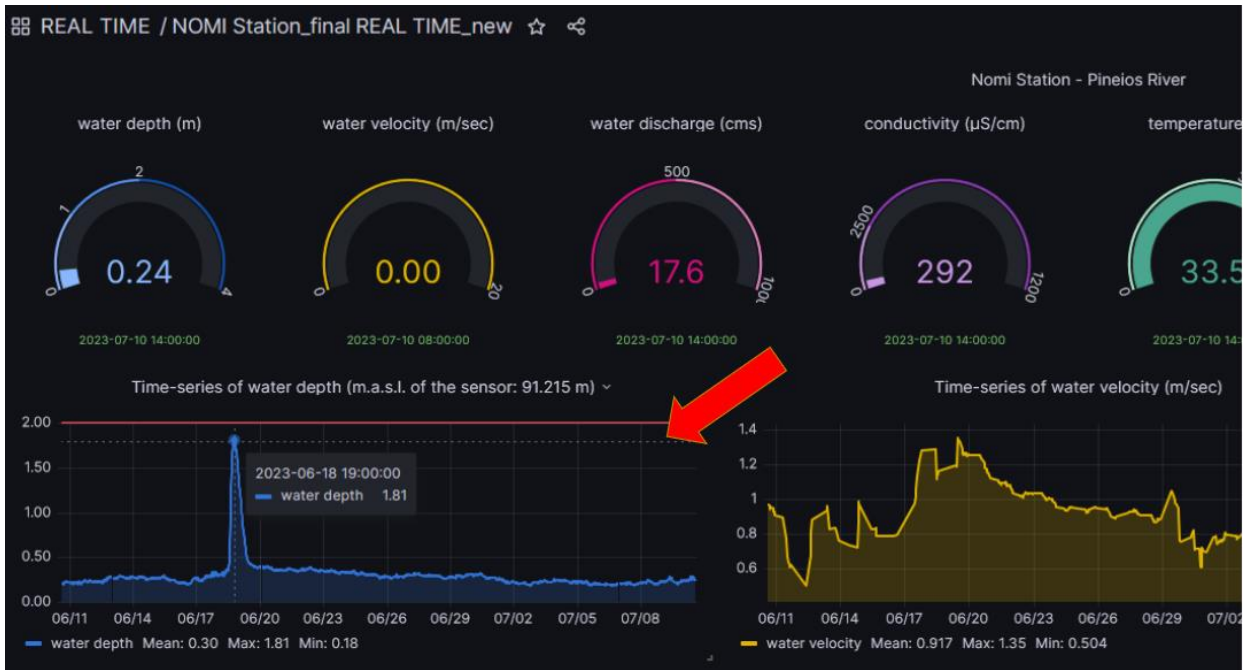 REAL TIME / NOMI Station_final REAL TIME_new
Nomi Station - Pineios River
water depth (m)
0
1
2
4
0.24
2023-07-10 14:00:00
water velocity (m/sec)
0
20
0.00
2023-07-10 08:00:00
water discharge (cms)
0
500
17.6
2023-07-10 14:00:00
conductivity (µS/cm)
0
2500
1200
292
2023-07-10 14:00:00
temperature
0
33.5
2023-07-10 14:
Time-series of water depth (m.a.s.l. of the sensor: 91.215 m)
2.00
1.50
1.00
0.50
0.00
2023-06-18 19:00:00
water depth 1.81
06/11 06/14 06/17 06/20 06/23 06/26 06/29 07/02 07/05 07/08
water depth Mean: 0.30 Max: 1.81 Min: 0.18
Time-series of water velocity (m/sec)
1.4
1.2
1
0.8
0.6
06/11 06/14 06/17 06/20 06/23 06/26 06/29 07/02
water velocity Mean: 0.917 Max: 1.35 Min: 0.504